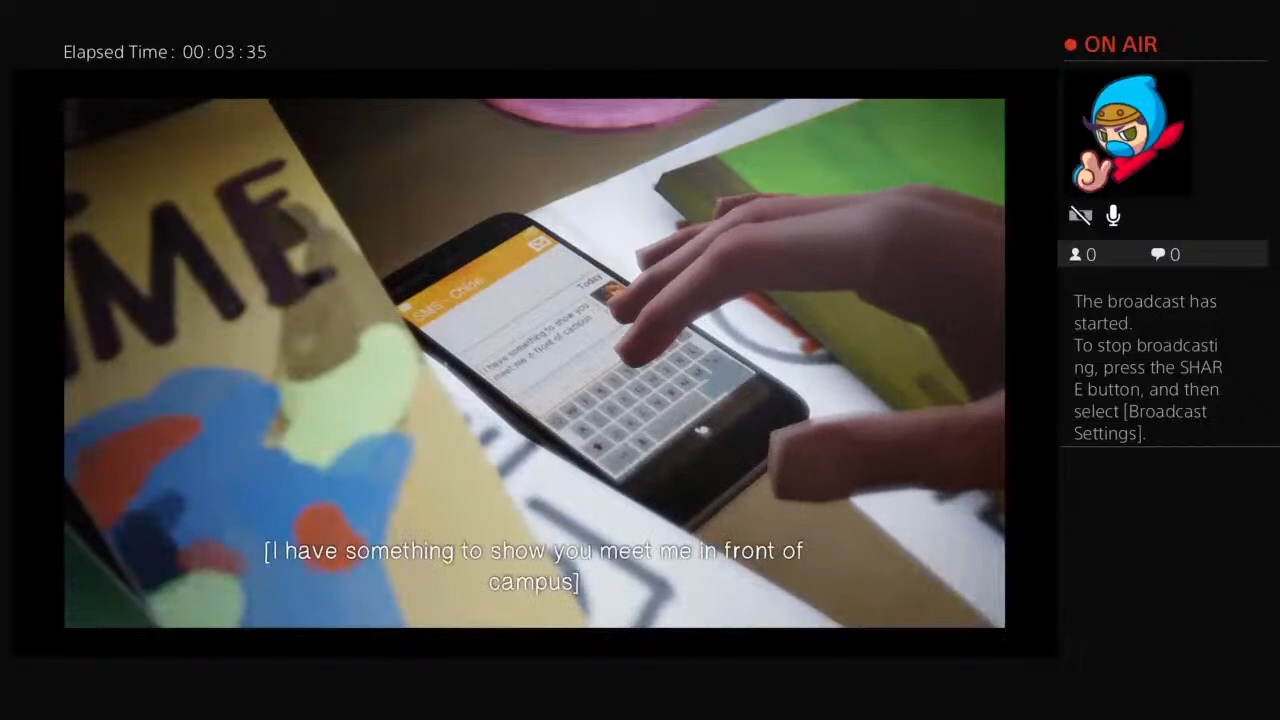 Elapsed Time: 00:03:35
ON AIR
IME
SMS Chloe
Today
I have something to show you
meet me in front of campus
[I have something to show you meet me in front of
campus]
0
0
The broadcast has
started.
To stop broadcasti
ng, press the SHAR
E button, and then
select [Broadcast
Settings].